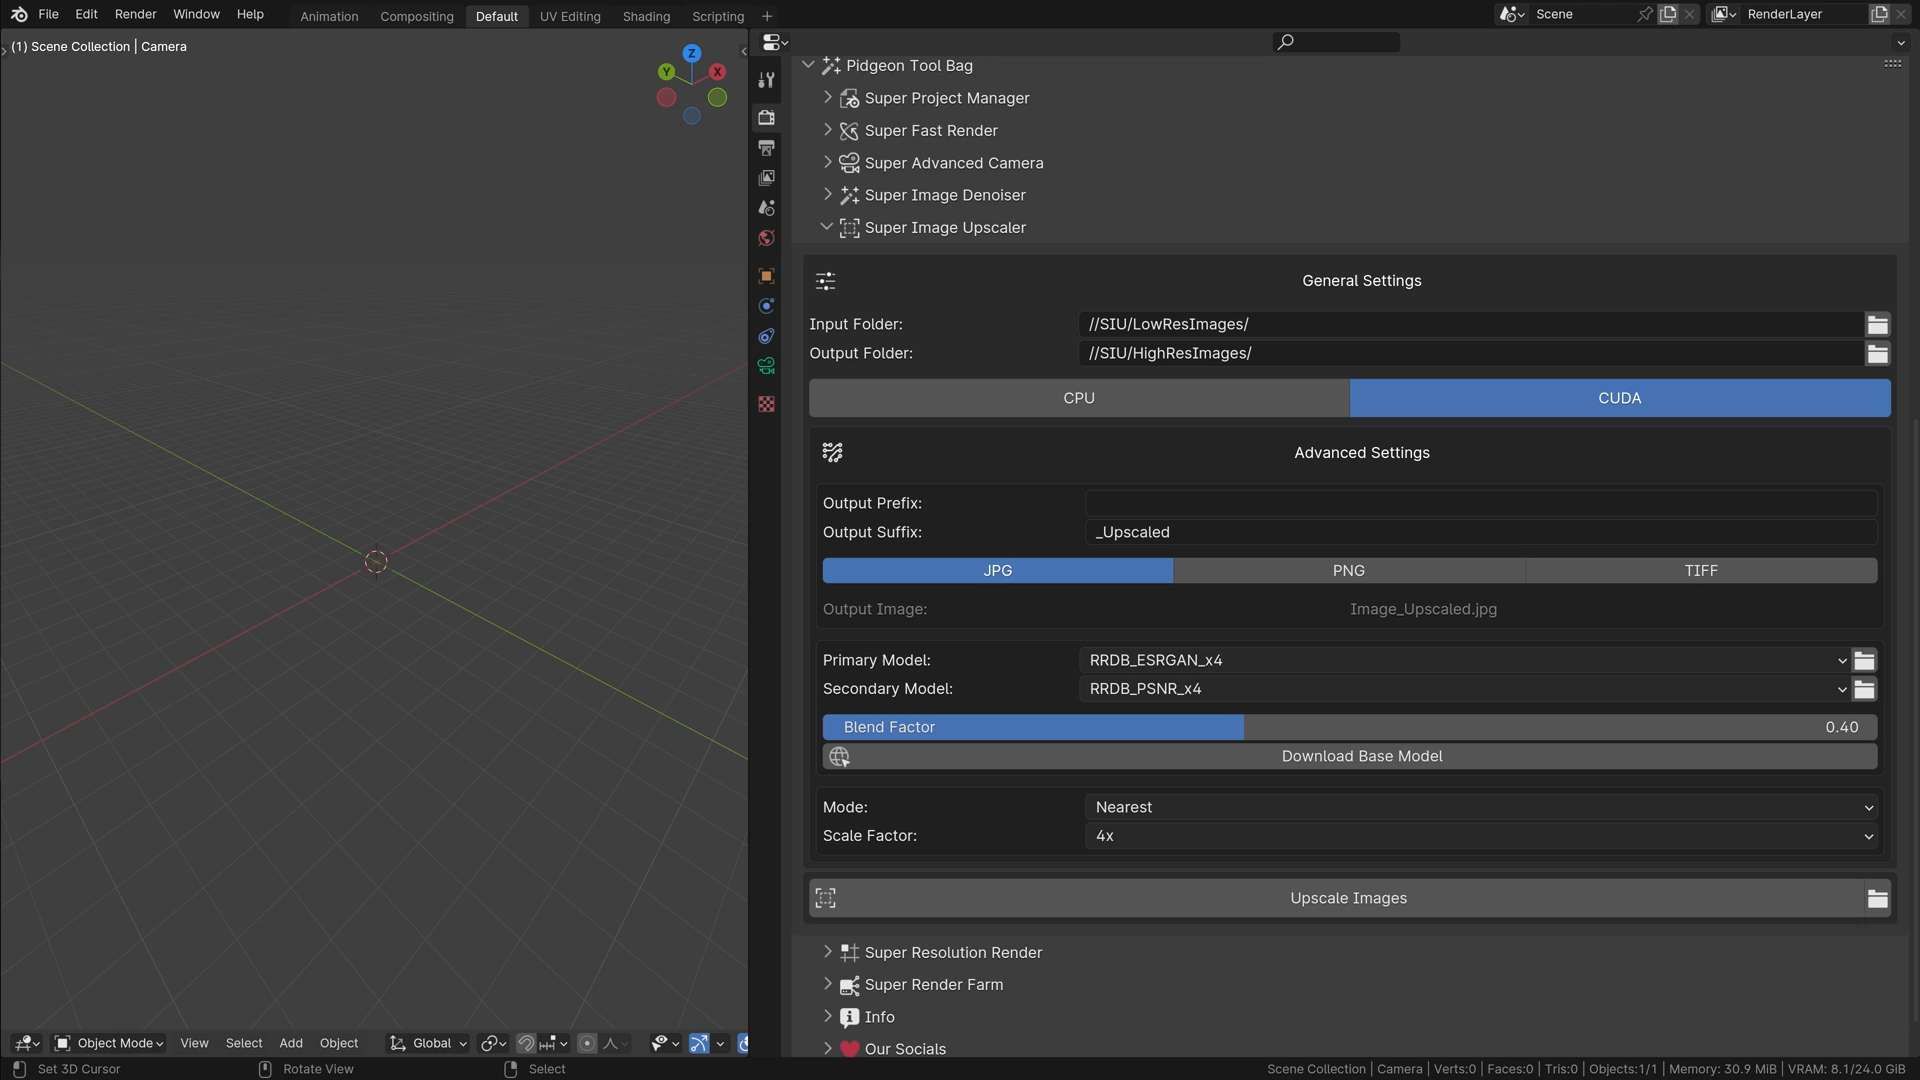 File Edit Render Window Help Animation Compositing Default UV Editing Shading Scripting + Scene RenderLayer
(1) Scene Collection | Camera
Z
Y
X
Pidgeon Tool Bag
Super Project Manager
Super Fast Render
Super Advanced Camera
Super Image Denoiser
Super Image Upscaler
General Settings
Input Folder: //SIU/LowResImages/
Output Folder: //SIU/HighResImages/
CPU CUDA
Advanced Settings
Output Prefix:
Output Suffix: _Upscaled
JPG PNG TIFF
Output Image: Image_Upscaled.jpg
Primary Model: RRDB_ESRGAN_x4
Secondary Model: RRDB_PSNR_x4
Blend Factor 0.40
Download Base Model
Mode: Nearest
Scale Factor: 4x
Upscale Images
Super Resolution Render
Super Render Farm
Info
Our Socials
Object Mode View Select Add Object Global
Set 3D Cursor Rotate View Select Scene Collection | Camera | Verts:0 | Faces:0 | Tris:0 | Objects:1/1 | Memory: 30.9 MiB | VRAM: 8.1/24.0 GiB